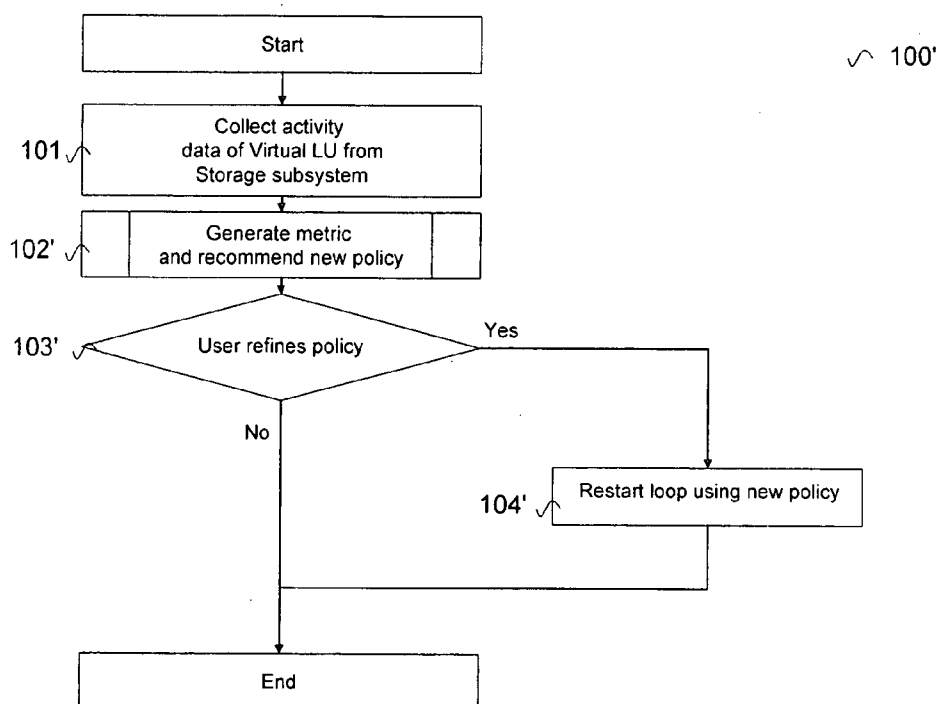 Start
100'
101
Collect activity
data of Virtual LU from
Storage subsystem
102'
Generate metric
and recommend new policy
103'
User refines policy
Yes
No
104'
Restart loop using new policy
End